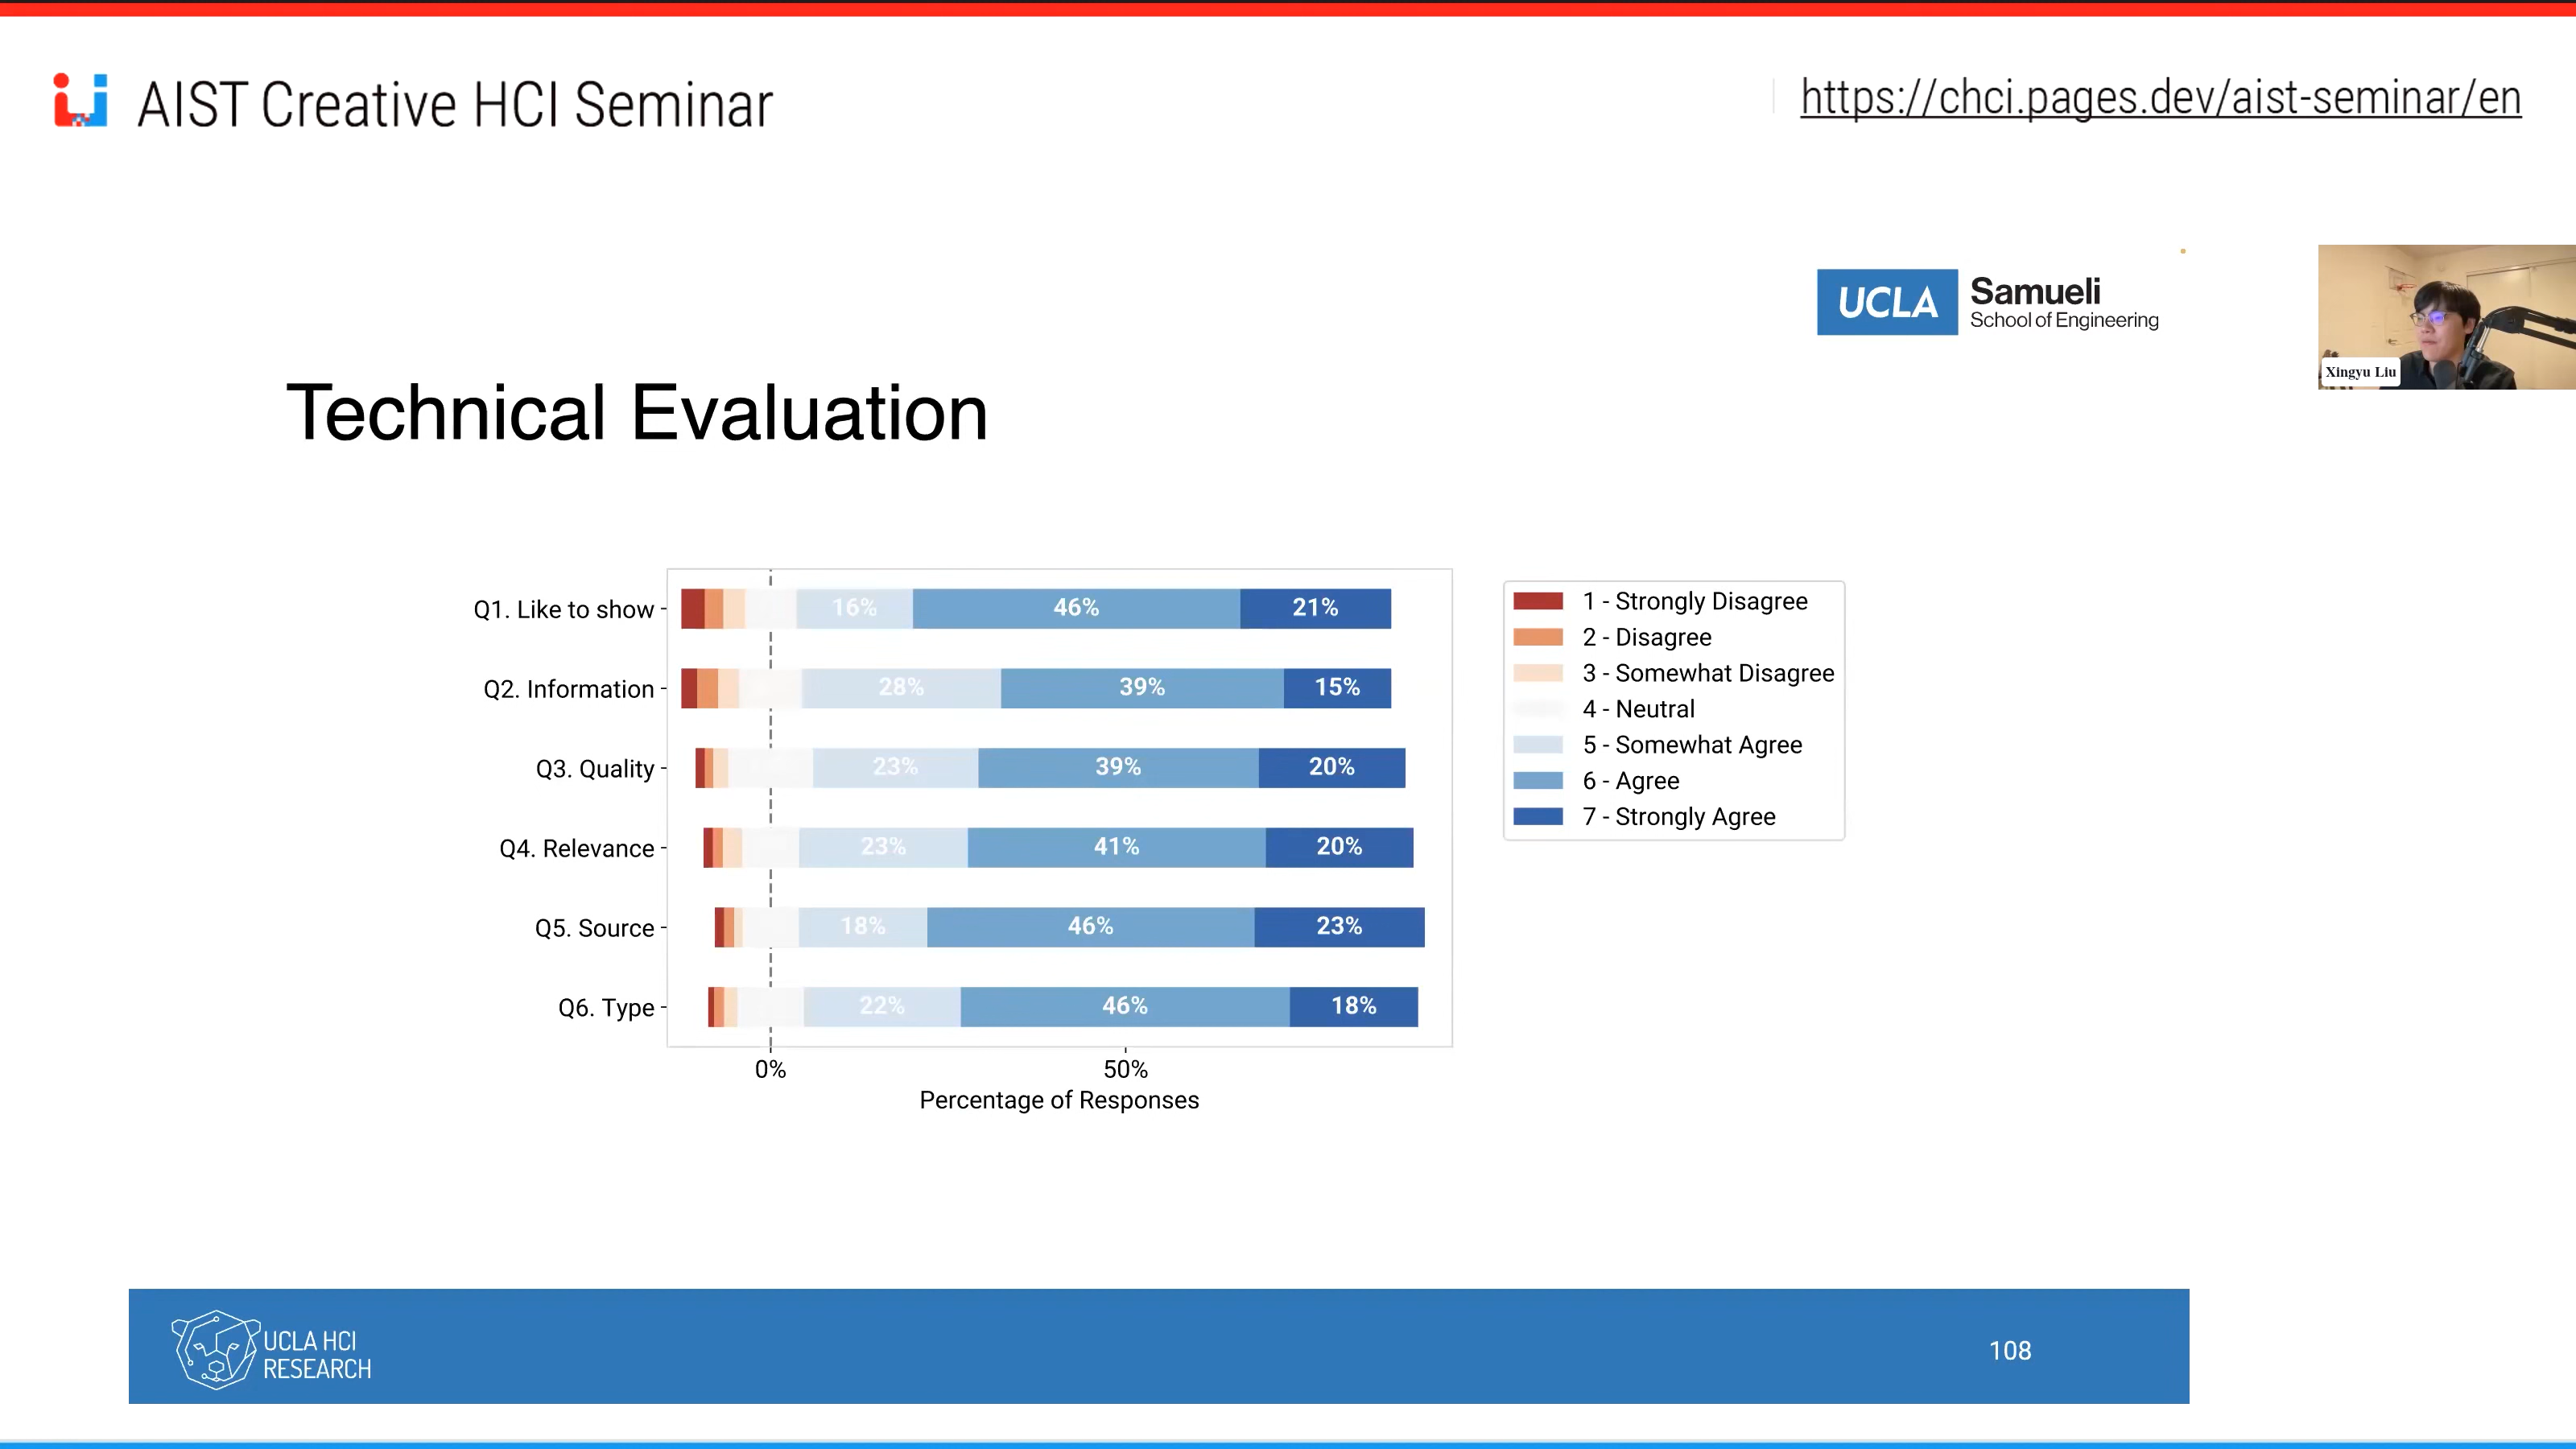 AIST Creative HCI Seminar
https://chci.pages.dev/aist-seminar/en
UCLA Samueli
School of Engineering
Xingyu Liu
Technical Evaluation
Q1. Like to show 16% 46% 21%
Q2. Information 28% 39% 15%
Q3. Quality 23% 39% 20%
Q4. Relevance 23% 41% 20%
Q5. Source 18% 46% 23%
Q6. Type 22% 46% 18%
0% 50%
Percentage of Responses
1 - Strongly Disagree
2 - Disagree
3 - Somewhat Disagree
4 - Neutral
5 - Somewhat Agree
6 - Agree
7 - Strongly Agree
UCLA HCI
RESEARCH
108